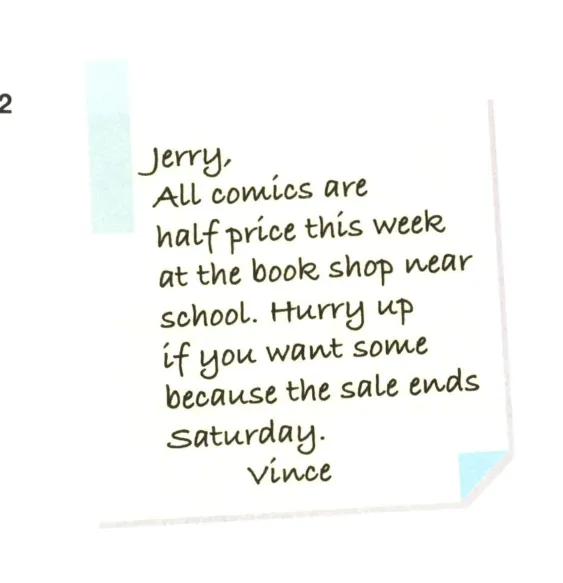 2
Jerry,
All comics are
half price this week
at the book shop near
school. Hurry up
if you want some
because the sale ends
Saturday.
Vince